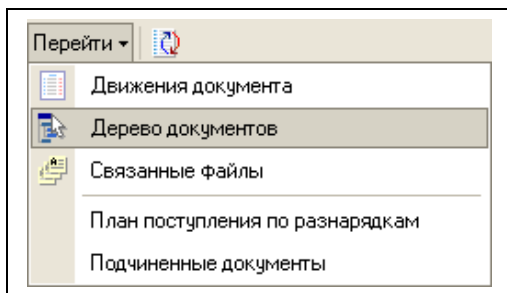 Перейти
Движения документа
Дерево документов
Связанные файлы
План поступления по разнарядкам
Подчиненные документы